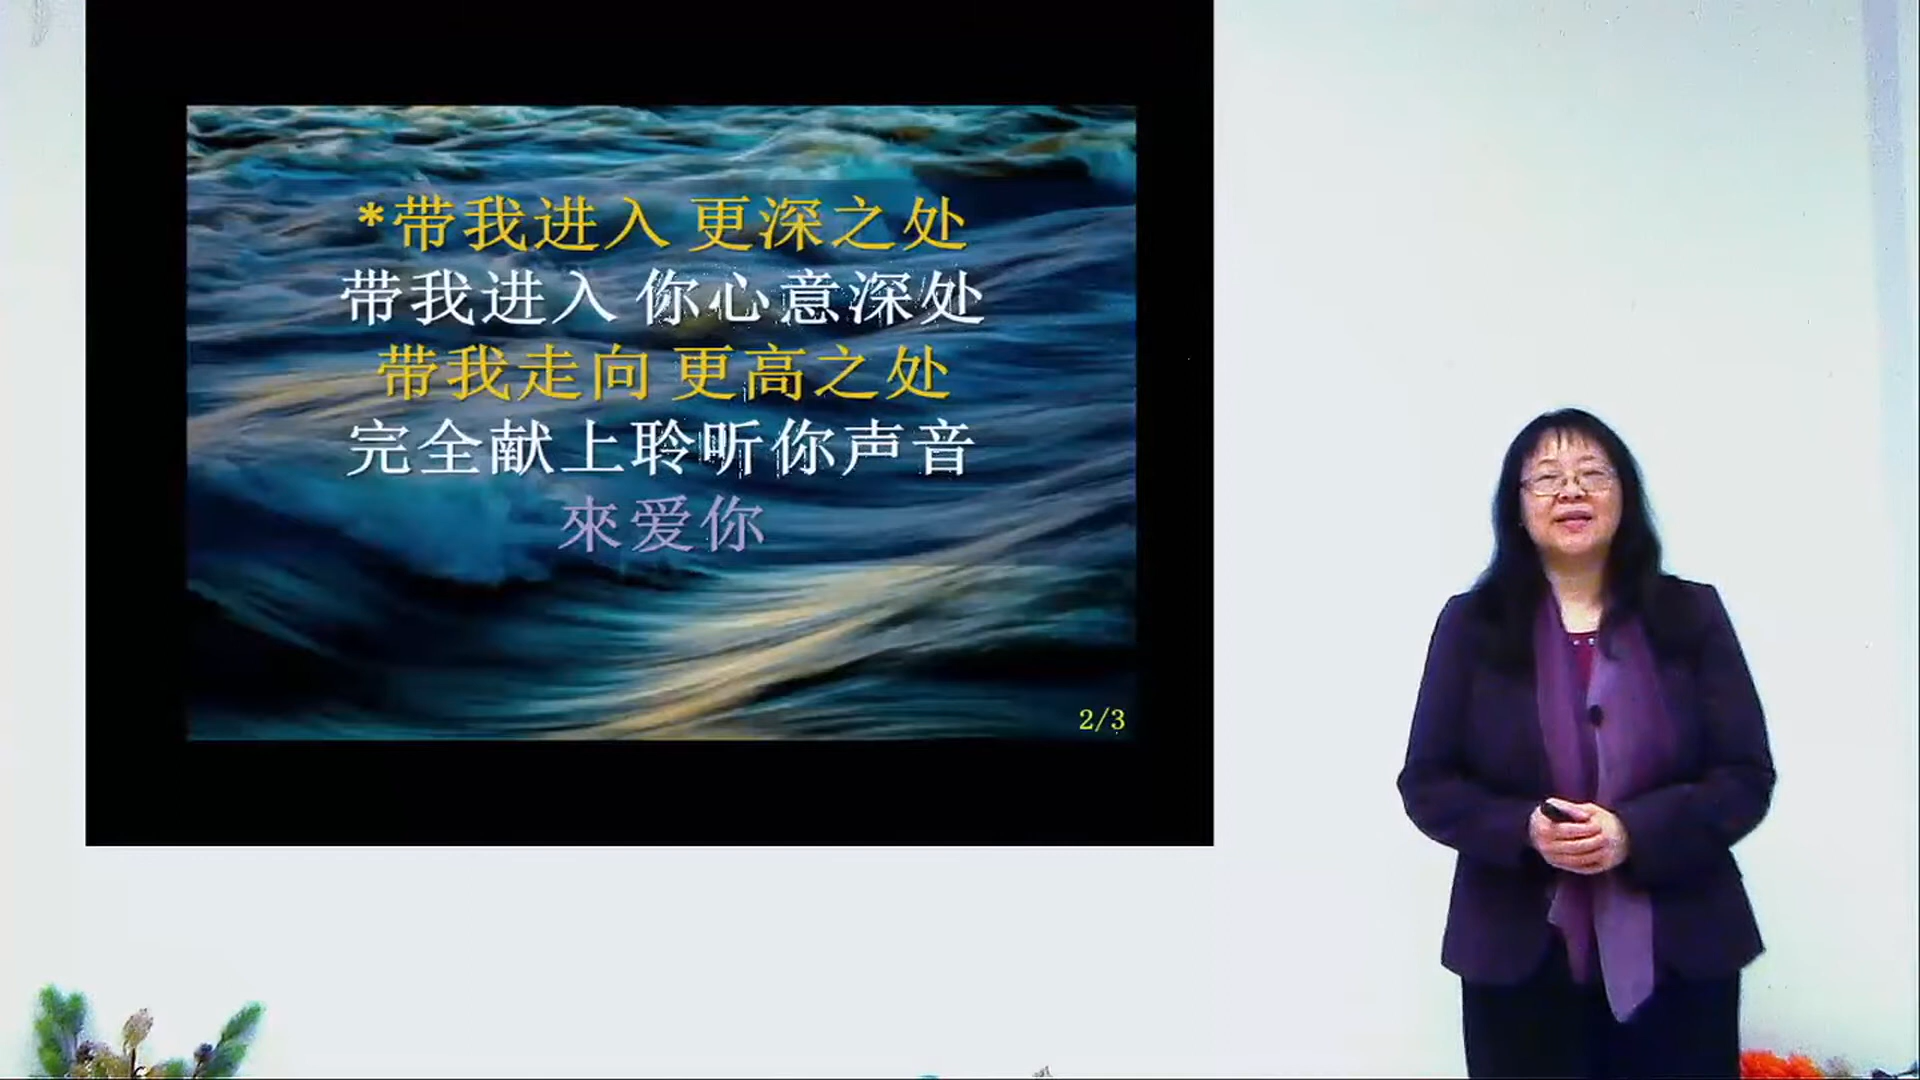 *带我进入 更深之处
带我进入 你心意深处
带我走向 更高之处
完全献上聆听你声音
來爱你
2/3